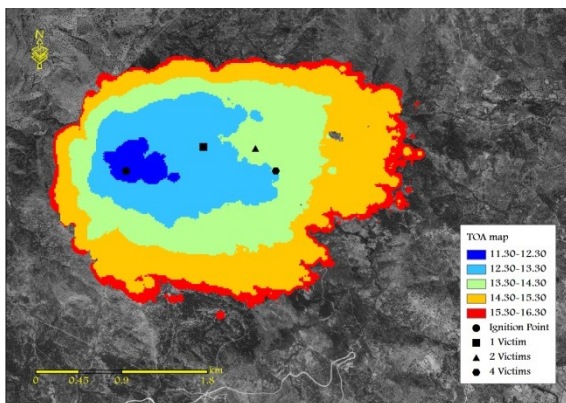 N
TOA map
11.30-12.30
12.30-13.30
13.30-14.30
14.30-15.30
15.30-16.30
Ignition Point
1 Victim
2 Victims
4 Victims
km
0 0.45 0.9 1.8